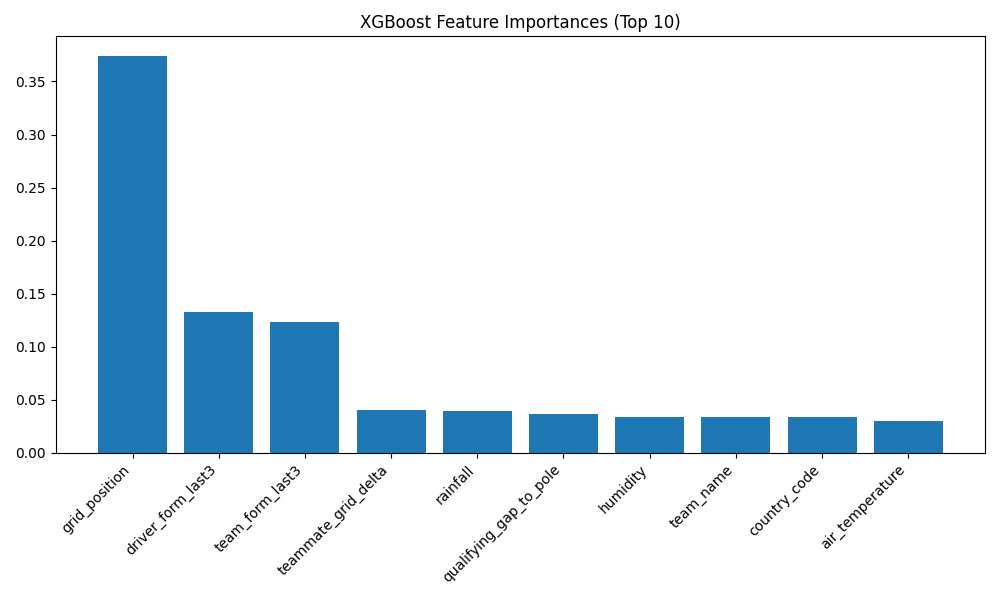 XGBoost Feature Importances (Top 10)
0.35
0.30
0.25
0.20
0.15
0.10
0.05
0.00
grid_position
driver_form_last3
team_form_last3
teammate_grid_delta
rainfall
qualifying_gap_to_pole
humidity
team_name
country_code
air_temperature